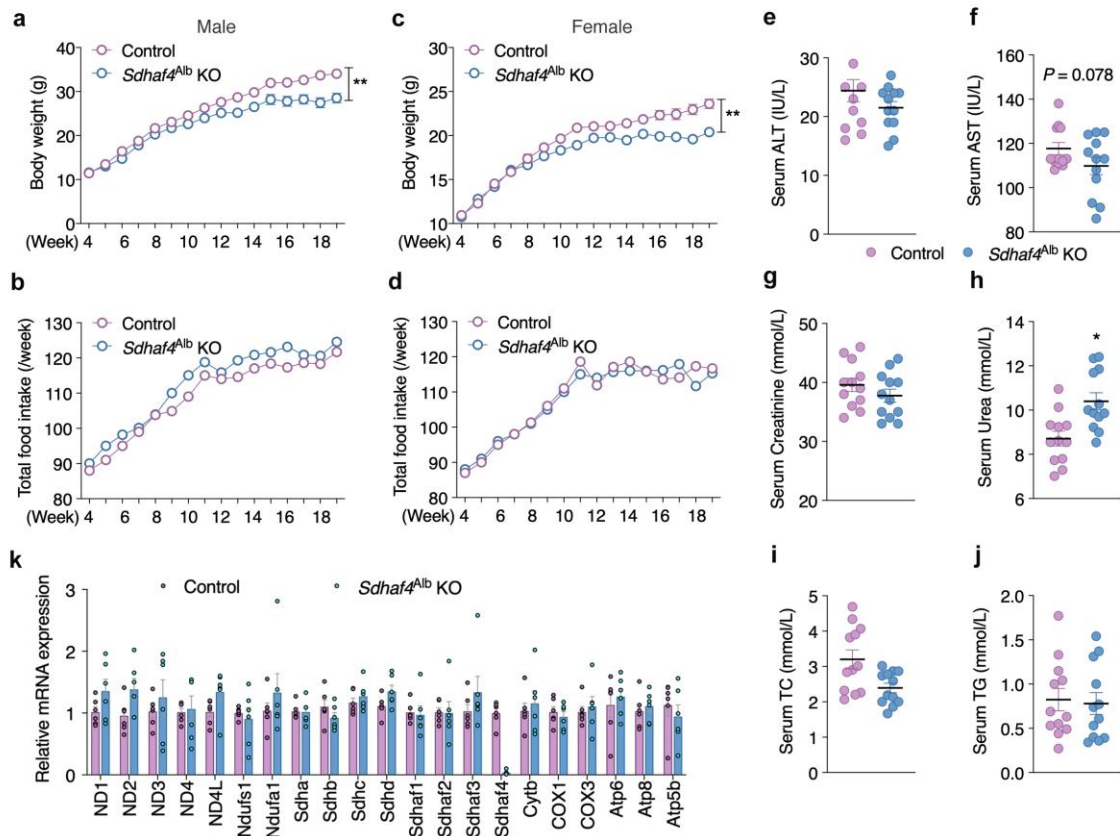 a
Male
Control
Sdhaf4Alb KO
**
Body weight (g)
40
30
20
10
0
(Week)
4 6 8 10 12 14 16 18
c
Female
Control
Sdhaf4Alb KO
**
Body weight (g)
40
30
20
10
(Week)
4 6 8 10 12 14 16 18
e
Serum ALT (IU/L)
30
20
10
0
f
P = 0.078
Serum AST (IU/L)
160
140
120
100
80
Control
Sdhaf4Alb KO
b
Control
Sdhaf4Alb KO
Total food intake (/week)
130
120
110
100
90
80
(Week)
4 6 8 10 12 14 16 18
d
Control
Sdhaf4Alb KO
Total food intake (/week)
130
120
110
100
90
80
(Week)
4 6 8 10 12 14 16 18
g
Serum Creatinine (mmol/L)
50
40
30
20
h
*
Serum Urea (mmol/L)
14
12
10
8
6
k
Control
Sdhaf4Alb KO
Relative mRNA expression
3
2
1
0
ND1 ND2 ND3 ND4 ND4L Ndufs1 Ndufa1 Sdha Sdhb Sdhc Sdhd Sdhaf1 Sdhaf2 Sdhaf3 Sdhaf4 Cytb COX1 COX3 Atp6 Atp8 Atp5b
i
Serum TC (mmol/L)
5
4
3
2
1
0
j
Serum TG (mmol/L)
2.0
1.5
1.0
0.5
0.0